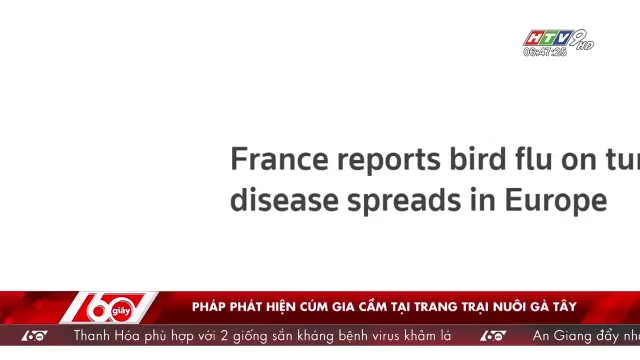 HTV9 HD
06:47:25
France reports bird flu on tur
disease spreads in Europe
60 giây
PHÁP PHÁT HIỆN CÚM GIA CẦM TẠI TRANG TRẠI NUÔI GÀ TÂY
60 Thanh Hóa phù hợp với 2 giống sắn kháng bệnh virus khảm lá 60 An Giang đẩy nhạ